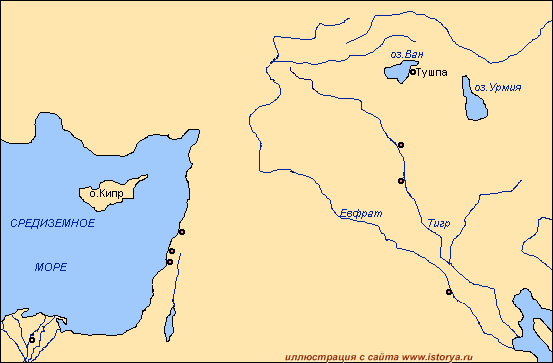 оз.Ван
Тушпа
оз.Урмия
о.Кипр
СРЕДИЗЕМНОЕ
МОРЕ
Евфрат
Тигр
иллюстрация с сайта www.istorya.ru